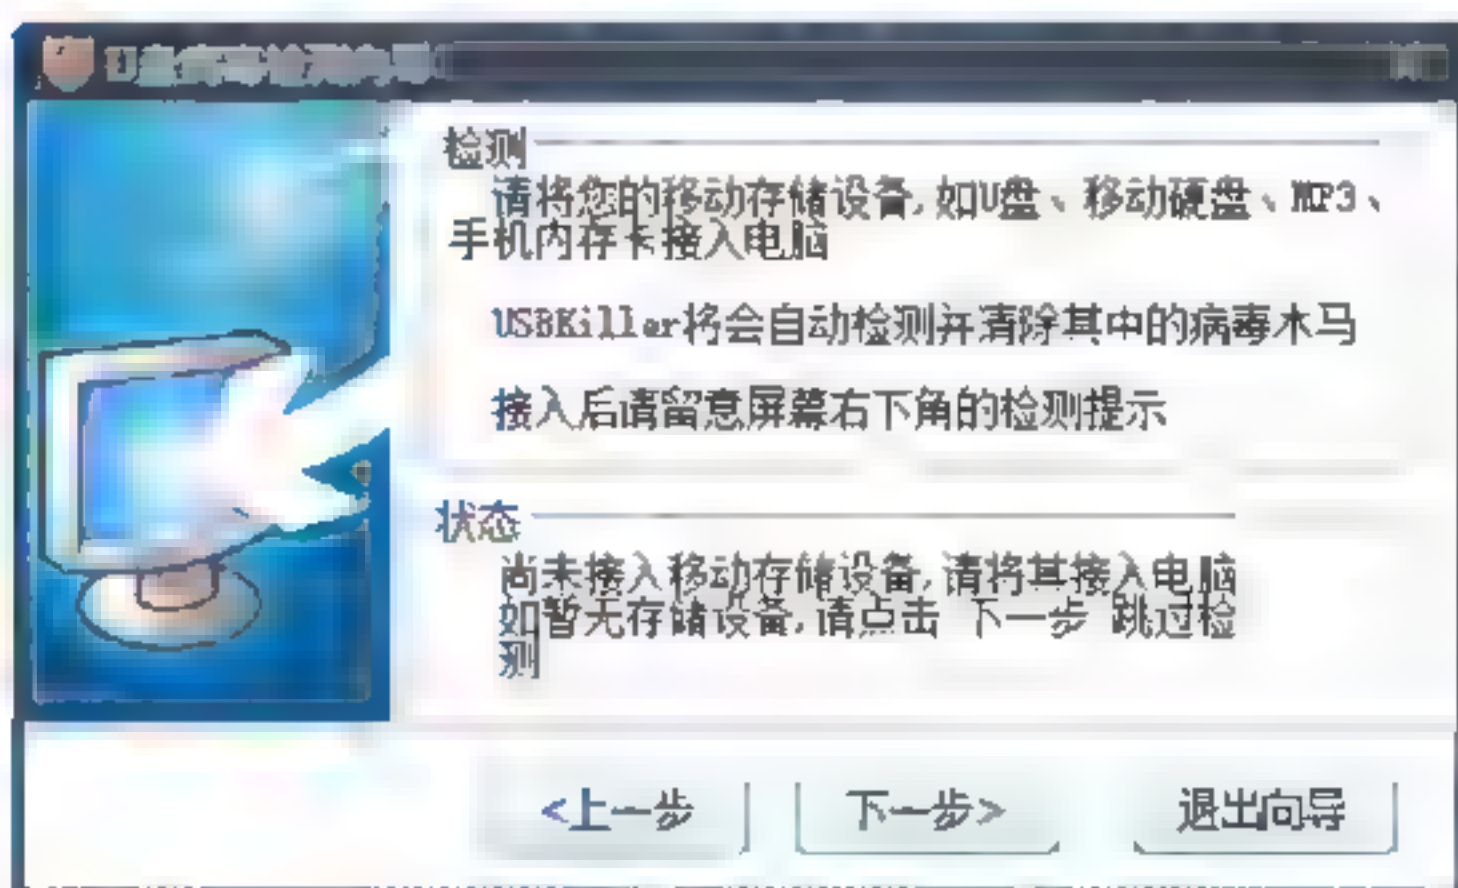 检测
请将您的移动存储设备,如U盘、移动硬盘、MP3、
手机内存卡接入电脑
USBKiller将会自动检测并清除其中的病毒木马
接入后请留意屏幕右下角的检测提示
状态
尚未接入移动存储设备,请将其接入电脑
如暂无存储设备,请点击 下一步 跳过检
测
<上一步
下一步>
退出向导